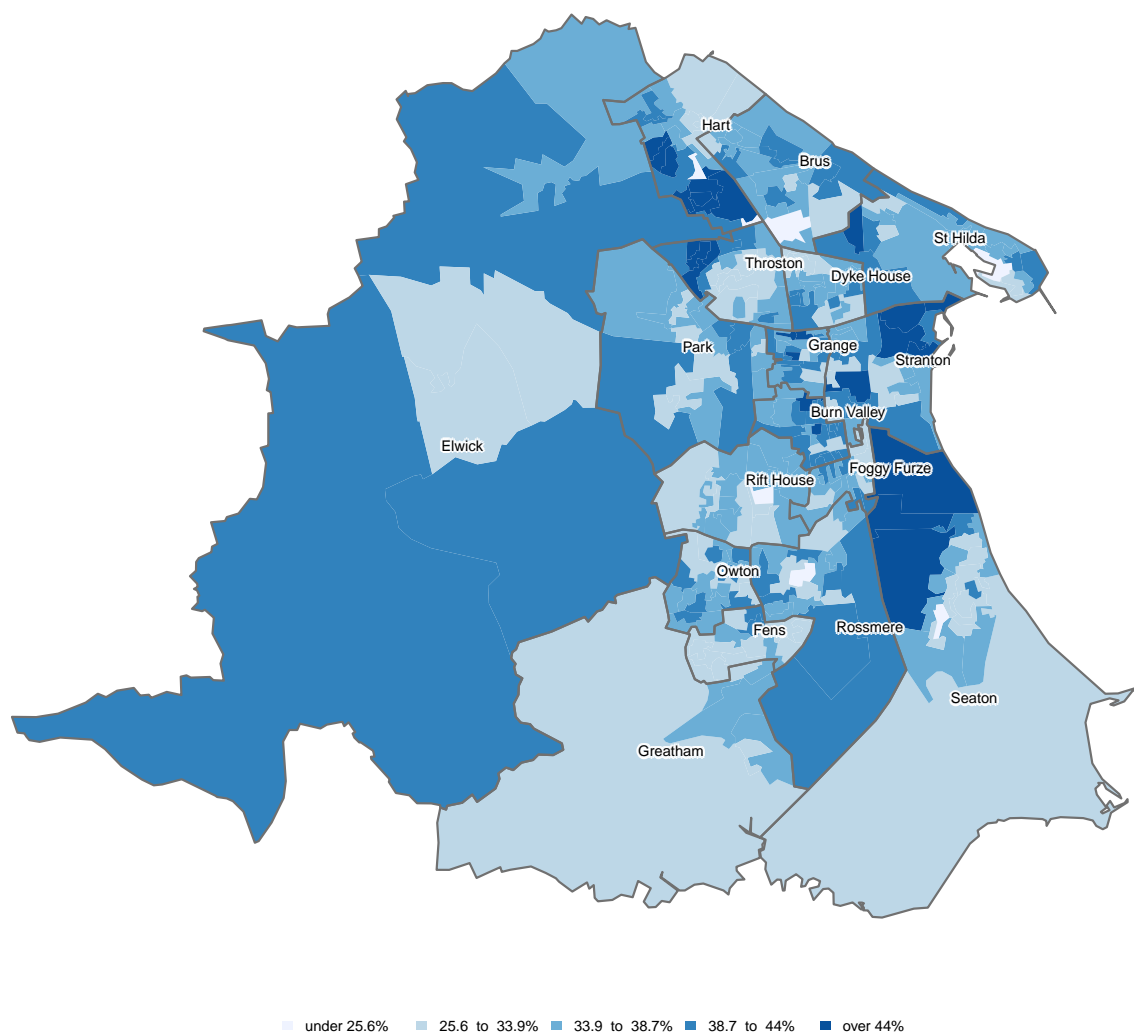 Hart
Brus
St Hilda
Throston
Dyke House
Park
Grange
Stranton
Burn Valley
Elwick
Foggy Furze
Rift House
Owton
Fens
Rossmere
Seaton
Greatham
under 25.6% 25.6 to 33.9% 33.9 to 38.7% 38.7 to 44% over 44%